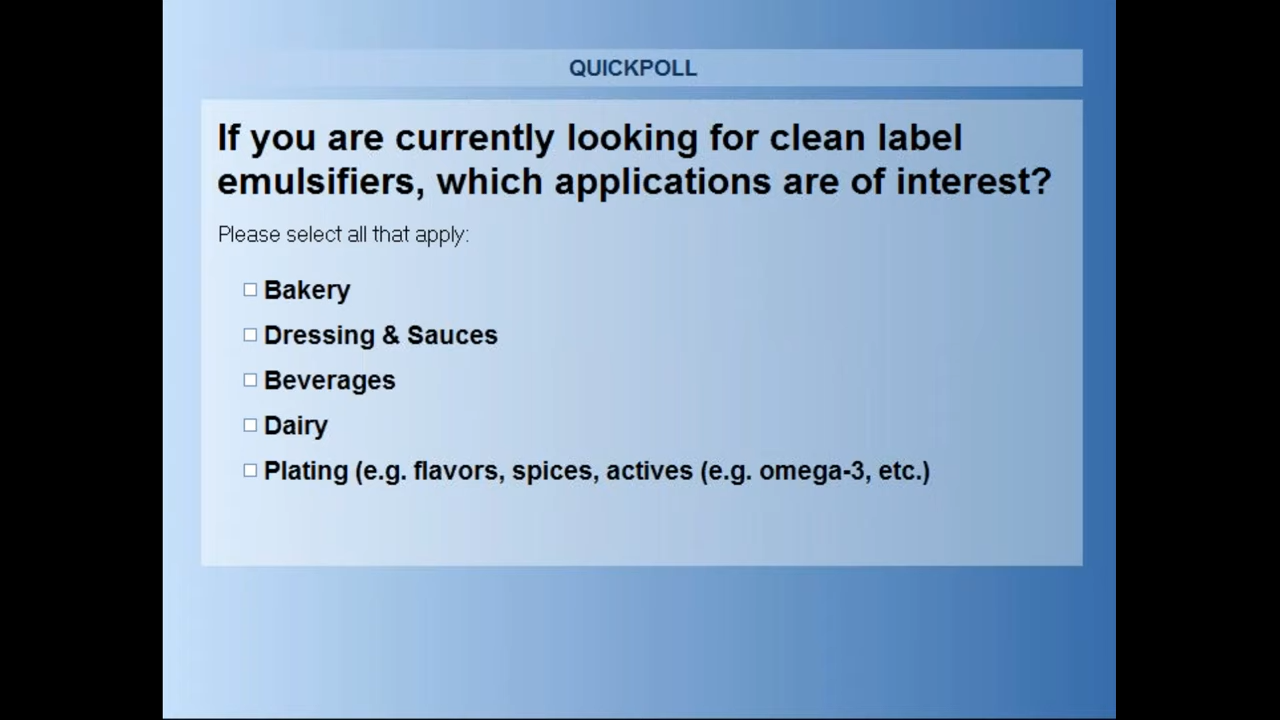 QUICKPOLL
If you are currently looking for clean label
emulsifiers, which applications are of interest?
Please select all that apply:
Bakery
Dressing & Sauces
Beverages
Dairy
Plating (e.g. flavors, spices, actives (e.g. omega-3, etc.)